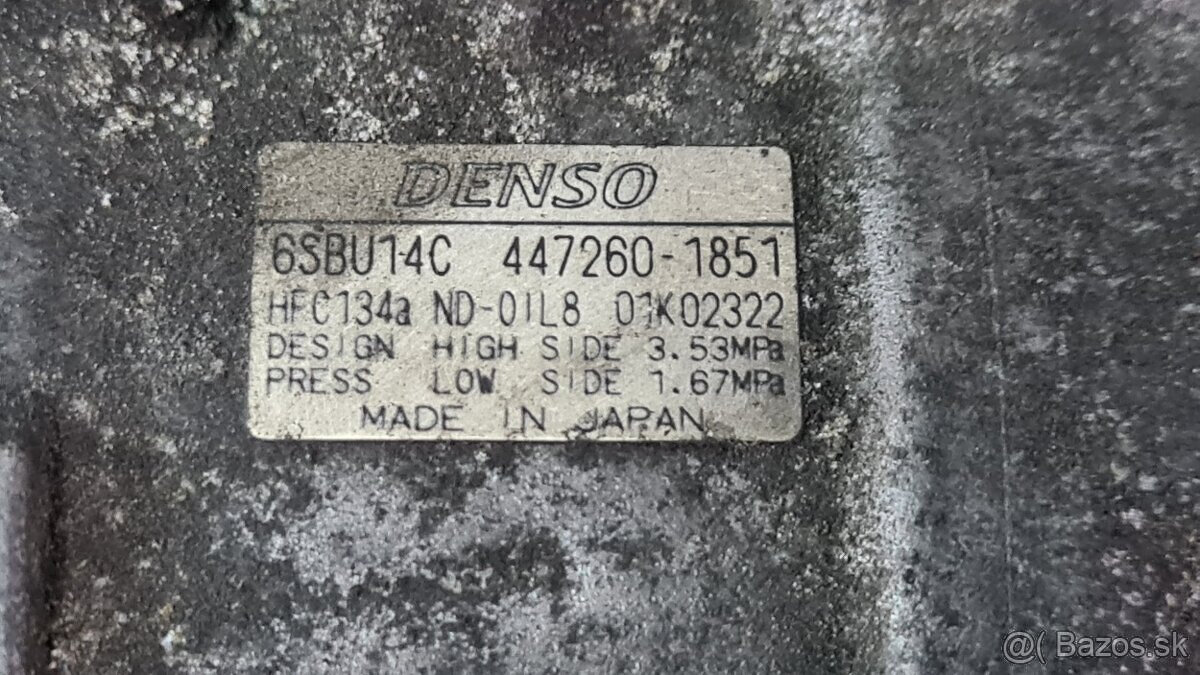 DENSO
6SBU14C 447260-1851
HFC134a ND-OIL8 01K02322
DESIGN HIGH SIDE 3.53MPa
PRESS LOW SIDE 1.67MPa
MADE IN JAPAN
@( Bazos.sk